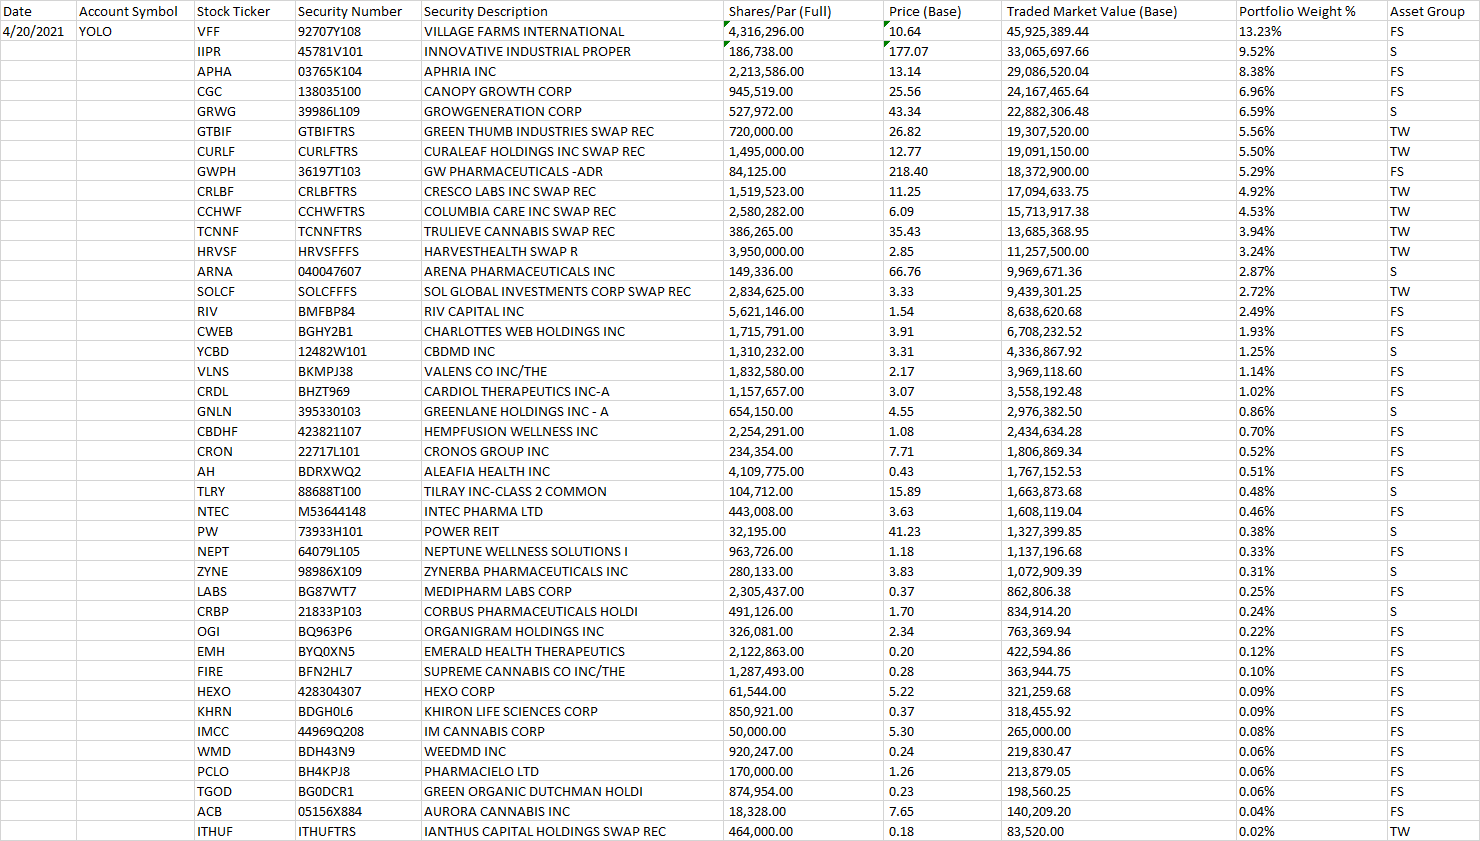 Date Account Symbol Stock Ticker Security Number Security Description Shares/Par (Full) Price (Base) Traded Market Value (Base) Portfolio Weight % Asset Group
4/20/2021 YOLO VFF 92707Y108 VILLAGE FARMS INTERNATIONAL 4,316,296.00 10.64 45,925,389.44 13.23% FS
IIPR 45781V101 INNOVATIVE INDUSTRIAL PROPER 186,738.00 177.07 33,065,697.66 9.52% S
APHA 03765K104 APHRIA INC 2,213,586.00 13.14 29,086,520.04 8.38% FS
CGC 138035100 CANOPY GROWTH CORP 945,519.00 25.56 24,167,465.64 6.96% FS
GRWG 39986L109 GROWGENERATION CORP 527,972.00 43.34 22,882,306.48 6.59% S
GTBIF GTBIFTRS GREEN THUMB INDUSTRIES SWAP REC 720,000.00 26.82 19,307,520.00 5.56% TW
CURLF CURLFTRS CURALEAF HOLDINGS INC SWAP REC 1,495,000.00 12.77 19,091,150.00 5.50% TW
GWPH 36197T103 GW PHARMACEUTICALS -ADR 84,125.00 218.40 18,372,900.00 5.29% FS
CRLBF CRLBFTRS CRESCO LABS INC SWAP REC 1,519,523.00 11.25 17,094,633.75 4.92% TW
CCHWF CCHWFTRS COLUMBIA CARE INC SWAP REC 2,580,282.00 6.09 15,713,917.38 4.53% TW
TCNNF TCNNFTRS TRULIEVE CANNABIS SWAP REC 386,265.00 35.43 13,685,368.95 3.94% TW
HRVSF HRVSFFFS HARVESTHEALTH SWAP R 3,950,000.00 2.85 11,257,500.00 3.24% TW
ARNA 040047607 ARENA PHARMACEUTICALS INC 149,336.00 66.76 9,969,671.36 2.87% S
SOLCF SOLCFFFS SOL GLOBAL INVESTMENTS CORP SWAP REC 2,834,625.00 3.33 9,439,301.25 2.72% TW
RIV BMFBP84 RIV CAPITAL INC 5,621,146.00 1.54 8,638,620.68 2.49% FS
CWEB BGHY2B1 CHARLOTTES WEB HOLDINGS INC 1,715,791.00 3.91 6,708,232.52 1.93% FS
YCBD 12482W101 CBDMD INC 1,310,232.00 3.31 4,336,867.92 1.25% S
VLNS BKMPJ38 VALENS CO INC/THE 1,832,580.00 2.17 3,969,118.60 1.14% FS
CRDL BHZT969 CARDIOL THERAPEUTICS INC-A 1,157,657.00 3.07 3,558,192.48 1.02% FS
GNLN 395330103 GREENLANE HOLDINGS INC - A 654,150.00 4.55 2,976,382.50 0.86% S
CBDHF 423821107 HEMPFUSION WELLNESS INC 2,254,291.00 1.08 2,434,634.28 0.70% FS
CRON 22717L101 CRONOS GROUP INC 234,354.00 7.71 1,806,869.34 0.52% FS
AH BDRXWQ2 ALEAFIA HEALTH INC 4,109,775.00 0.43 1,767,152.53 0.51% FS
TLRY 88688T100 TILRAY INC-CLASS 2 COMMON 104,712.00 15.89 1,663,873.68 0.48% S
NTEC M53644148 INTEC PHARMA LTD 443,008.00 3.63 1,608,119.04 0.46% FS
PW 73933H101 POWER REIT 32,195.00 41.23 1,327,399.85 0.38% S
NEPT 64079L105 NEPTUNE WELLNESS SOLUTIONS I 963,726.00 1.18 1,137,196.68 0.33% FS
ZYNE 98986X109 ZYNERBA PHARMACEUTICALS INC 280,133.00 3.83 1,072,909.39 0.31% S
LABS BG87WT7 MEDIPHARM LABS CORP 2,305,437.00 0.37 862,806.38 0.25% FS
CRBP 21833P103 CORBUS PHARMACEUTICALS HOLDI 491,126.00 1.70 834,914.20 0.24% S
OGI BQ963P6 ORGANIGRAM HOLDINGS INC 326,081.00 2.34 763,369.94 0.22% FS
EMH BYQ0XN5 EMERALD HEALTH THERAPEUTICS 2,122,863.00 0.20 422,594.86 0.12% FS
FIRE BFN2HL7 SUPREME CANNABIS CO INC/THE 1,287,493.00 0.28 363,944.75 0.10% FS
HEXO 428304307 HEXO CORP 61,544.00 5.22 321,259.68 0.09% FS
KHRN BDGH0L6 KHIRON LIFE SCIENCES CORP 850,921.00 0.37 318,455.92 0.09% FS
IMCC 44969Q208 IM CANNABIS CORP 50,000.00 5.30 265,000.00 0.08% FS
WMD BDH43N9 WEEDMD INC 920,247.00 0.24 219,830.47 0.06% FS
PCLO BH4KPJ8 PHARMACIELO LTD 170,000.00 1.26 213,879.05 0.06% FS
TGOD BG0DCR1 GREEN ORGANIC DUTCHMAN HOLDI 874,954.00 0.23 198,560.25 0.06% FS
ACB 05156X884 AURORA CANNABIS INC 18,328.00 7.65 140,209.20 0.04% FS
ITHUF ITHUFTRS IANTHUS CAPITAL HOLDINGS SWAP REC 464,000.00 0.18 83,520.00 0.02% TW